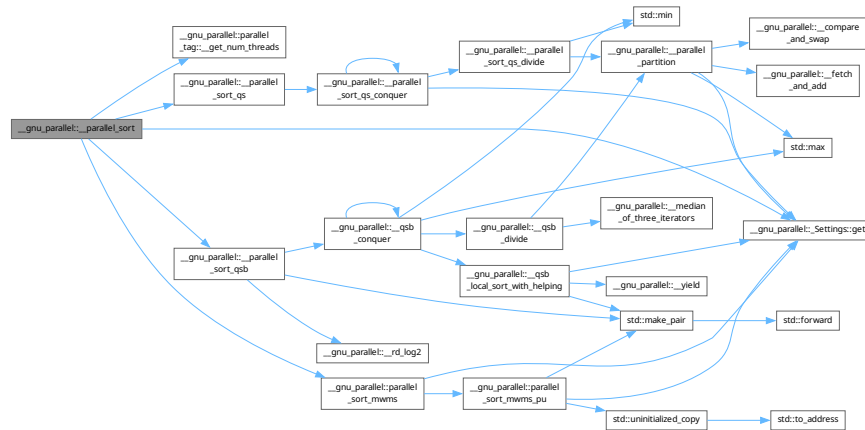 std::min
__gnu_parallel::parallel
_tag::__get_num_threads
__gnu_parallel::__parallel
_sort_qs_divide
__gnu_parallel::__parallel
_partition
__gnu_parallel::__compare
_and_swap
__gnu_parallel::__fetch
_and_add
__gnu_parallel::__parallel
_sort_qs
__gnu_parallel::__parallel
_sort_qs_conquer
__gnu_parallel::__parallel_sort
std::max
__gnu_parallel::__median
_of_three_iterators
__gnu_parallel::__qsb
_conquer
__gnu_parallel::__qsb
_divide
__gnu_parallel::_Settings::get
__gnu_parallel::__parallel
_sort_qsb
__gnu_parallel::__qsb
_local_sort_with_helping
__gnu_parallel::__yield
std::make_pair
std::forward
__gnu_parallel::__rd_log2
__gnu_parallel::parallel
_sort_mwms
__gnu_parallel::parallel
_sort_mwms_pu
std::uninitialized_copy
std::to_address